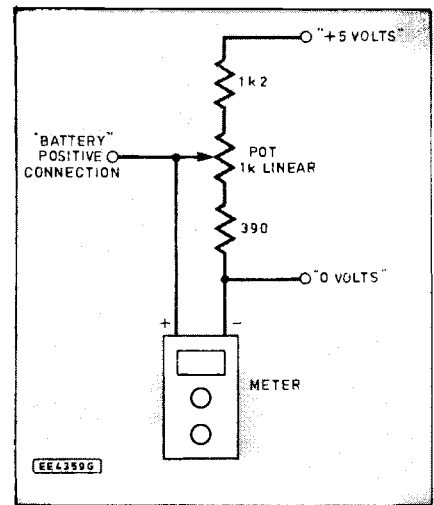 "+5 VOLTS"
1k2
"BATTERY"
POSITIVE
CONNECTION
POT
1k LINEAR
390
"0 VOLTS"
+ −
METER
EE4359G